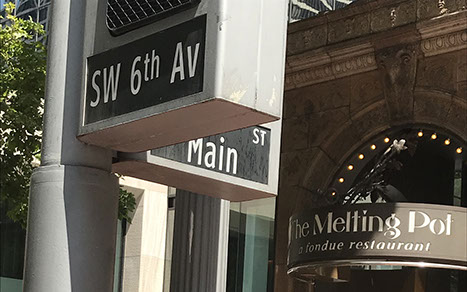 SW 6th Av
Main ST
The Melting Pot
a fondue restaurant